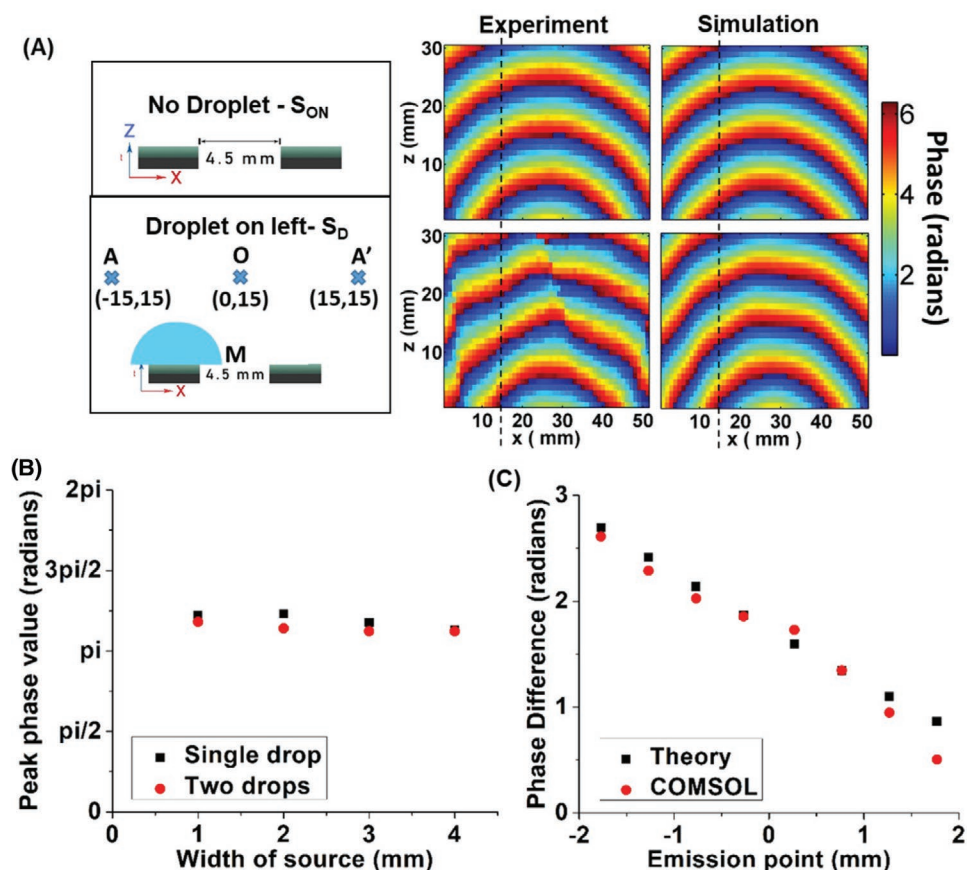 (A)
Experiment
Simulation
No Droplet - S_ON
4.5 mm
Z
X
Droplet on left- S_D
A
O
A'
(-15,15)
(0,15)
(15,15)
M
4.5 mm
X
30
20
10
z (mm)
30
20
10
z (mm)
10 20 30 40 50
x ( mm)
10 20 30 40 50
x ( mm)
6
4
2
Phase (radians)
(B)
2pi
3pi/2
pi
pi/2
0
Peak phase value (radians)
Single drop
Two drops
0 1 2 3 4
Width of source (mm)
(C)
3
2
1
0
Phase Difference (radians)
Theory
COMSOL
-2 -1 0 1 2
Emission point (mm)